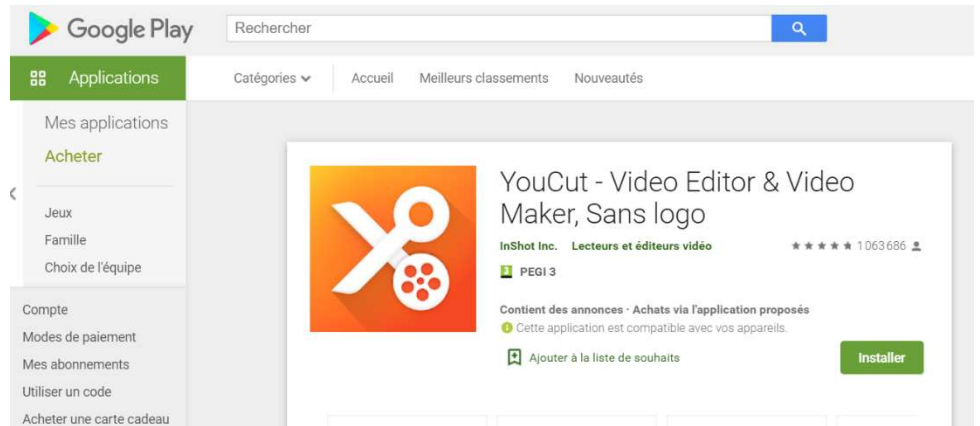 Google Play
Rechercher
Applications
Catégories
Accueil
Meilleurs classements
Nouveautés
Mes applications
Acheter
Jeux
Famille
Choix de l'équipe
Compte
Modes de paiement
Mes abonnements
Utiliser un code
Acheter une carte cadeau
YouCut - Video Editor & Video
Maker, Sans logo
InShot Inc. Lecteurs et éditeurs vidéo
1 063 686
3 PEGI 3
Contient des annonces · Achats via l'application proposés
Cette application est compatible avec vos appareils.
Ajouter à la liste de souhaits
Installer